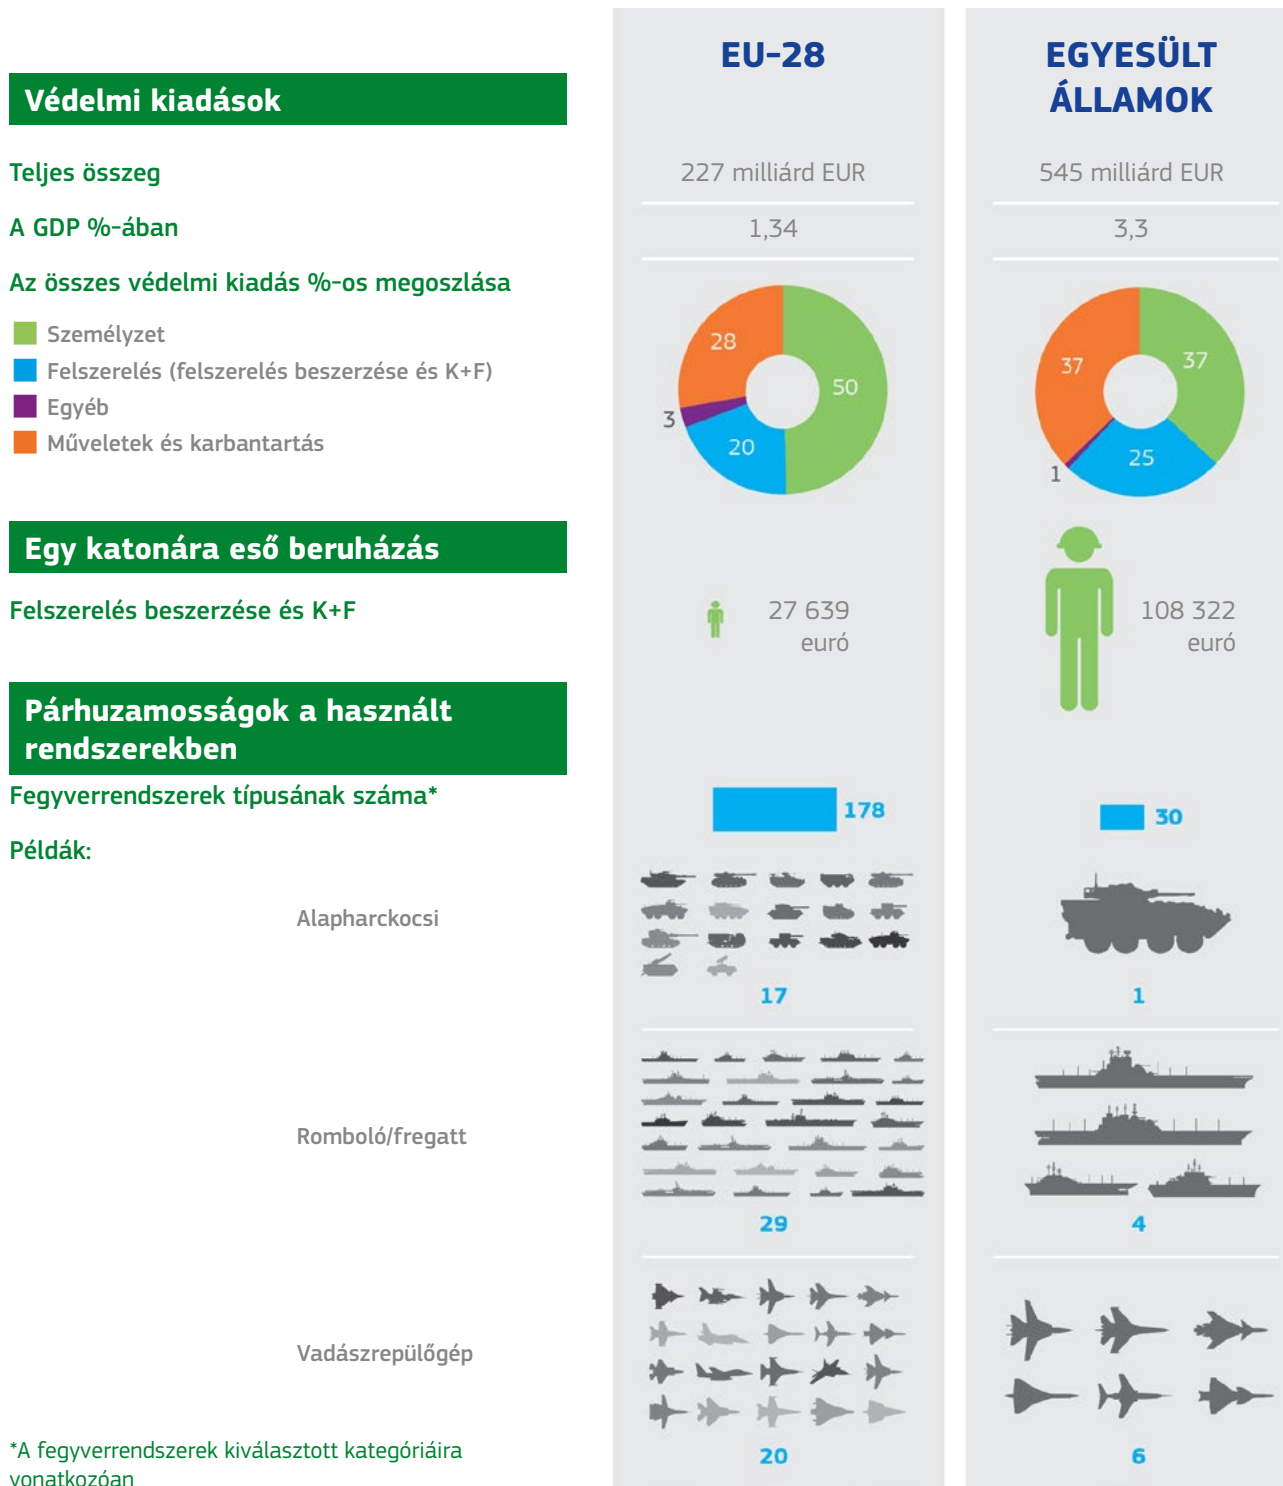 EU-28
EGYESÜLT
ÁLLAMOK
Védelmi kiadások
Teljes összeg
227 milliárd EUR
545 milliárd EUR
A GDP %-ában
1,34
3,3
Az összes védelmi kiadás %-os megoszlása
Személyzet
Felszerelés (felszerelés beszerzése és K+F)
Egyéb
Műveletek és karbantartás
28
50
3
20
37
37
1
25
Egy katonára eső beruházás
Felszerelés beszerzése és K+F
27 639
euró
108 322
euró
Párhuzamosságok a használt
rendszerekben
Fegyverrendszerek típusának száma*
178
30
Példák:
Alapharckocsi
17
1
Romboló/fregatt
29
4
Vadászrepülőgép
20
6
*A fegyverrendszerek kiválasztott kategóriáira
vonatkozóan